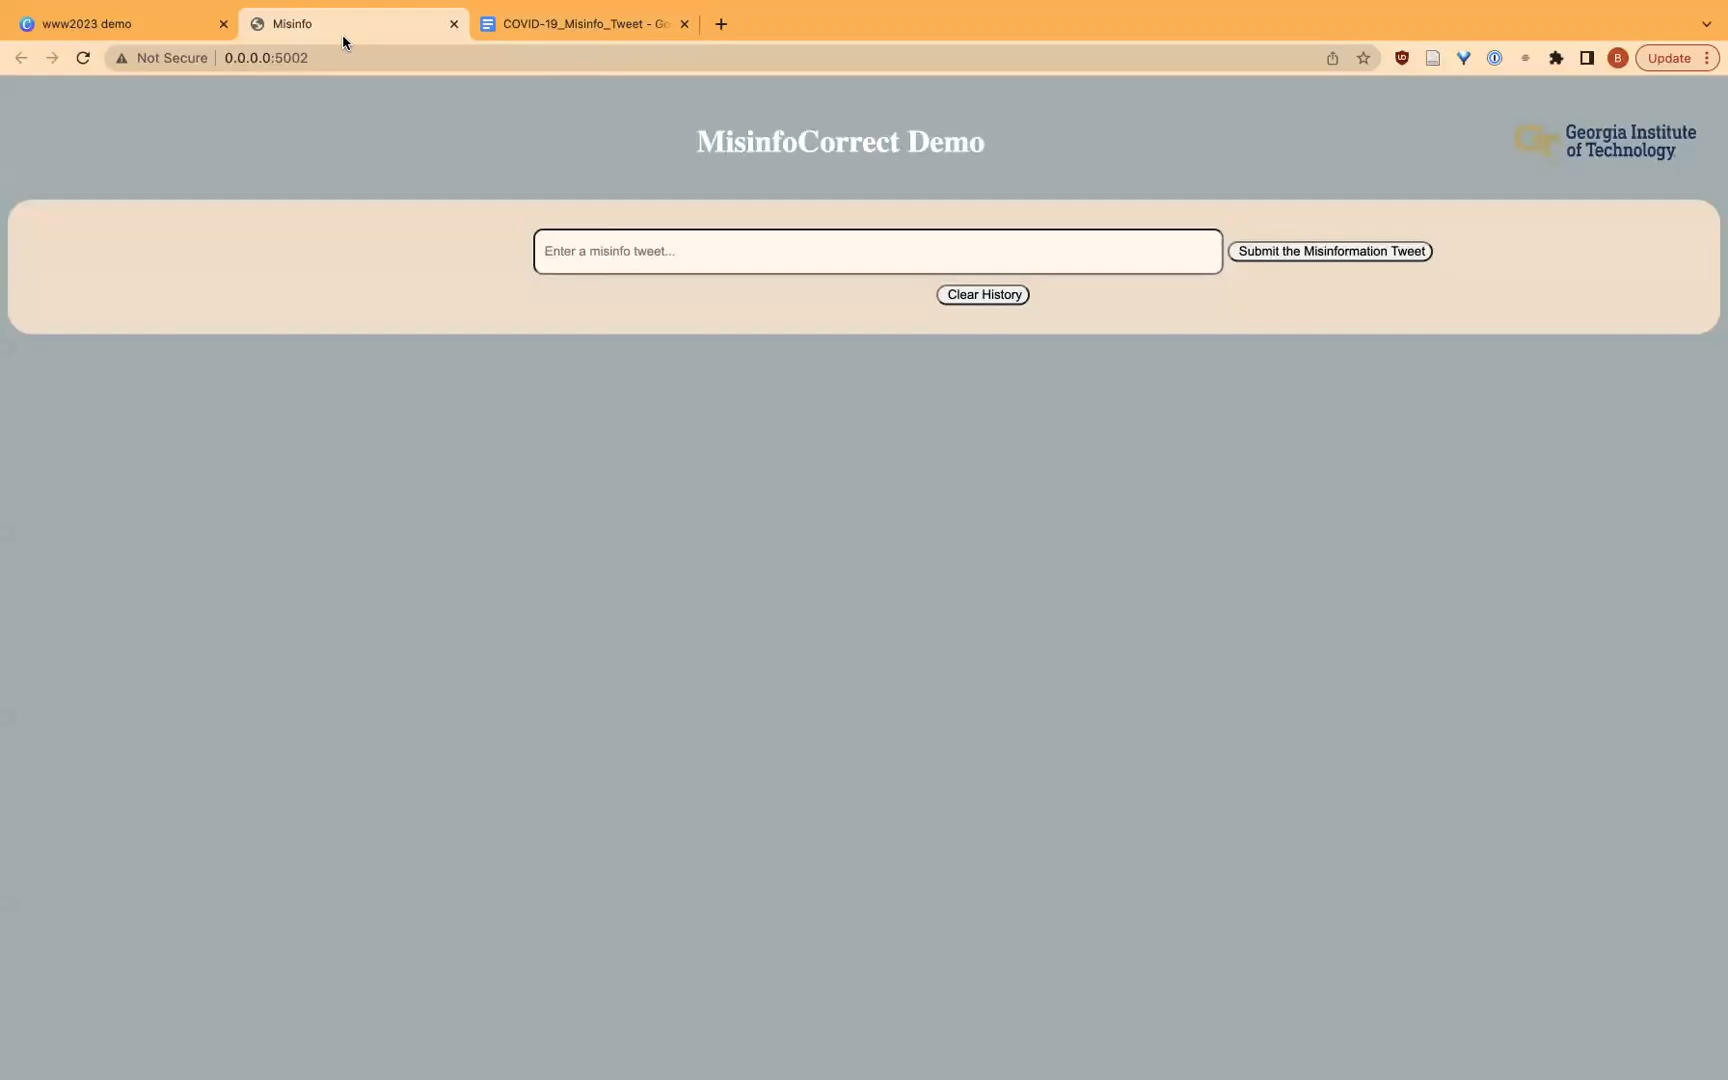 www2023 demo
Misinfo
COVID-19_Misinfo_Tweet - Go
Not Secure
0.0.0.0:5002
B
Update
MisinfoCorrect Demo
Georgia Institute
of Technology
Enter a misinfo tweet...
Submit the Misinformation Tweet
Clear History